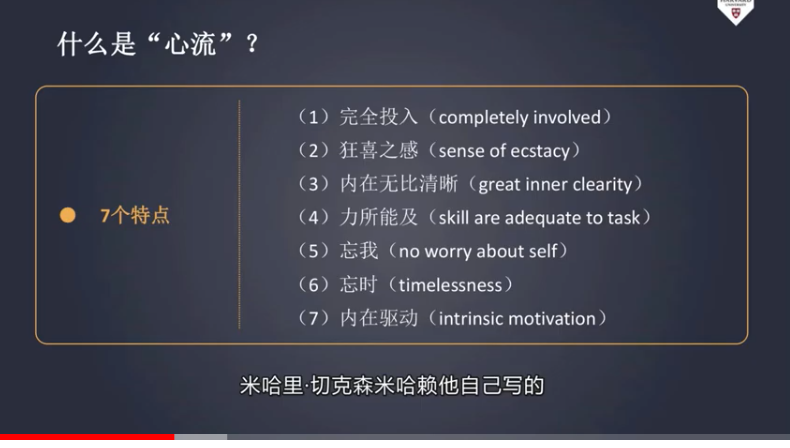 什么是“心流”？
7个特点
（1）完全投入（completely involved）
（2）狂喜之感（sense of ecstacy）
（3）内在无比清晰（great inner clearity）
（4）力所能及（skill are adequate to task）
（5）忘我（no worry about self）
（6）忘时（timelessness）
（7）内在驱动（intrinsic motivation）
米哈里·切克森米哈赖他自己写的